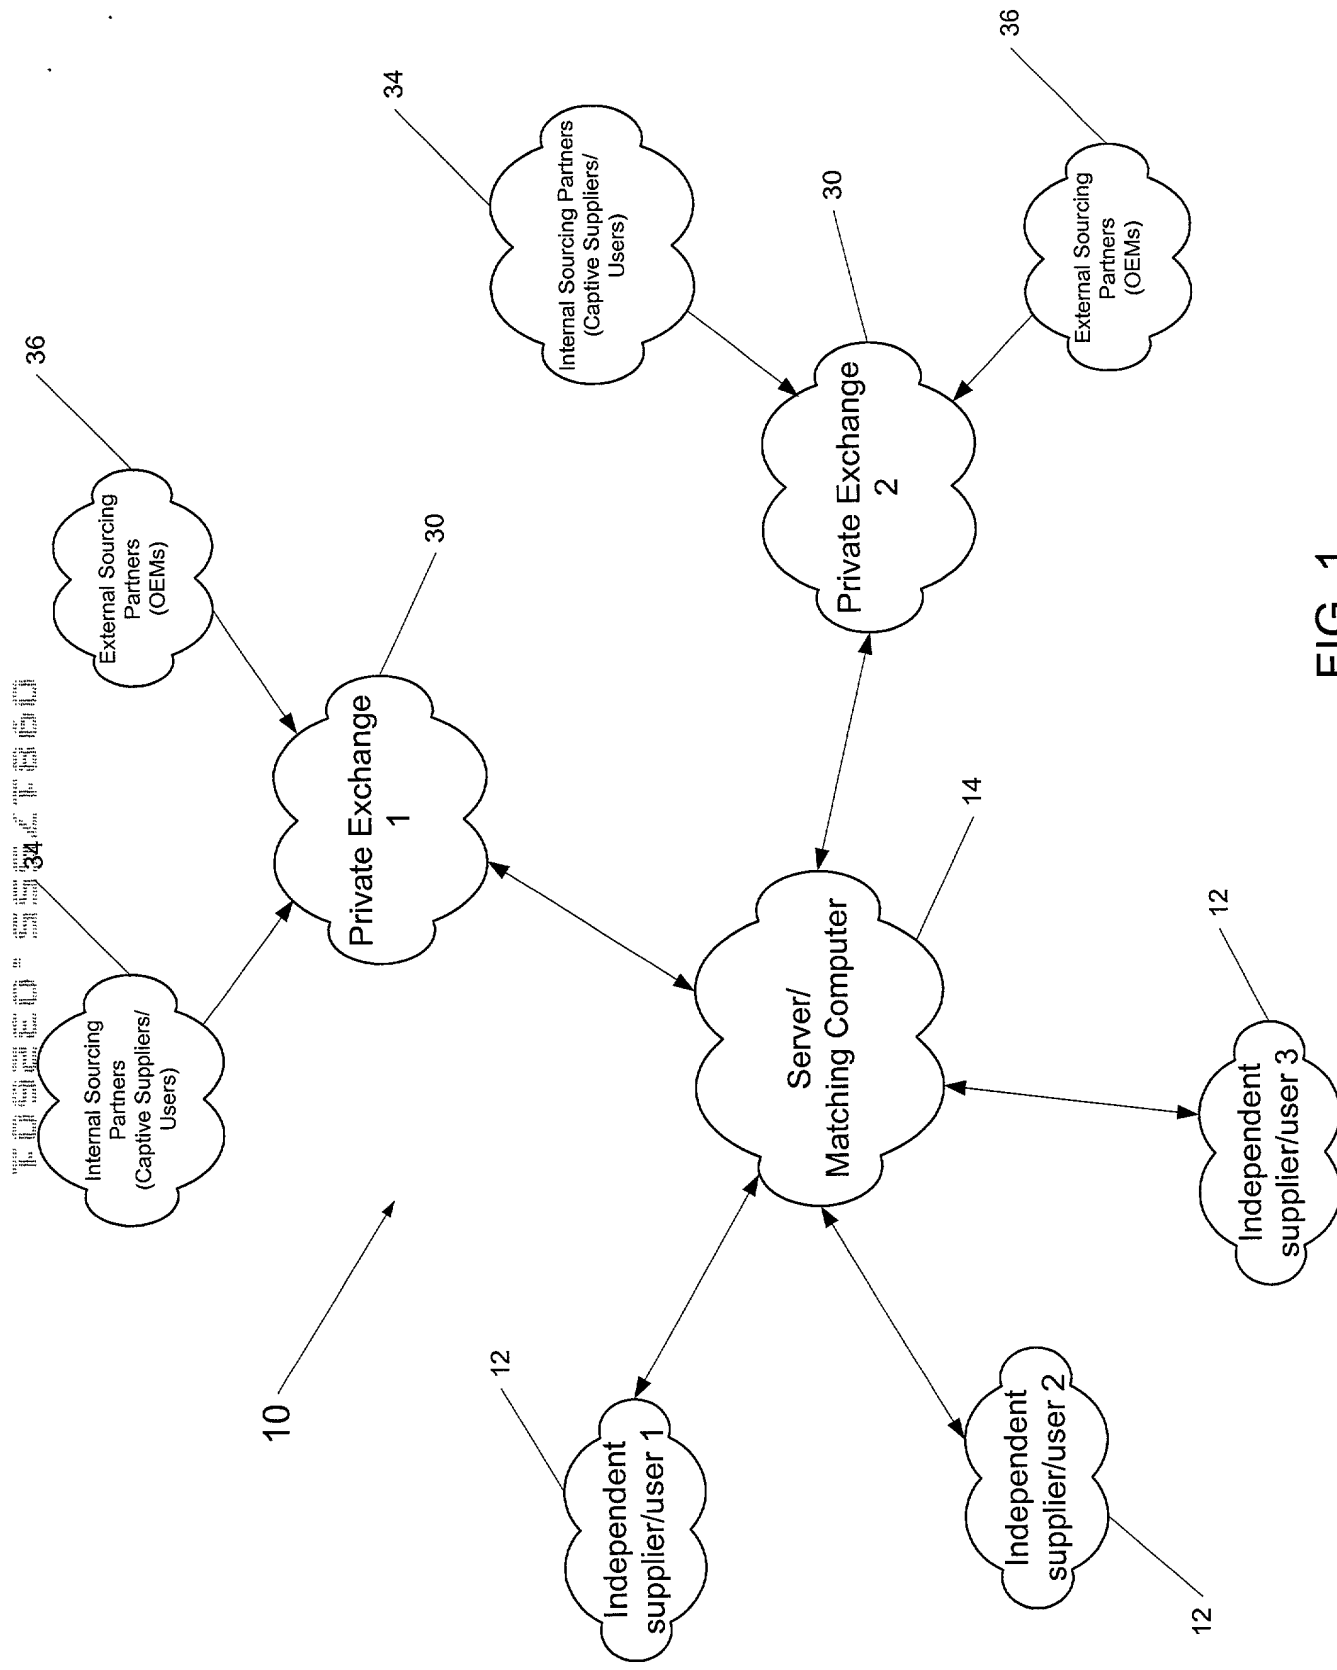 34
Internal Sourcing
Partners
(Captive Suppliers/
Users)
36
External Sourcing
Partners
(OEMs)
10
30
Private Exchange
1
34
Internal Sourcing Partners
(Captive Suppliers/
Users)
12
Independent
supplier/user 1
Server/
Matching Computer
14
30
Private Exchange
2
36
External Sourcing
Partners
(OEMs)
Independent
supplier/user 2
12
12
Independent
supplier/user 3
FIG. 1